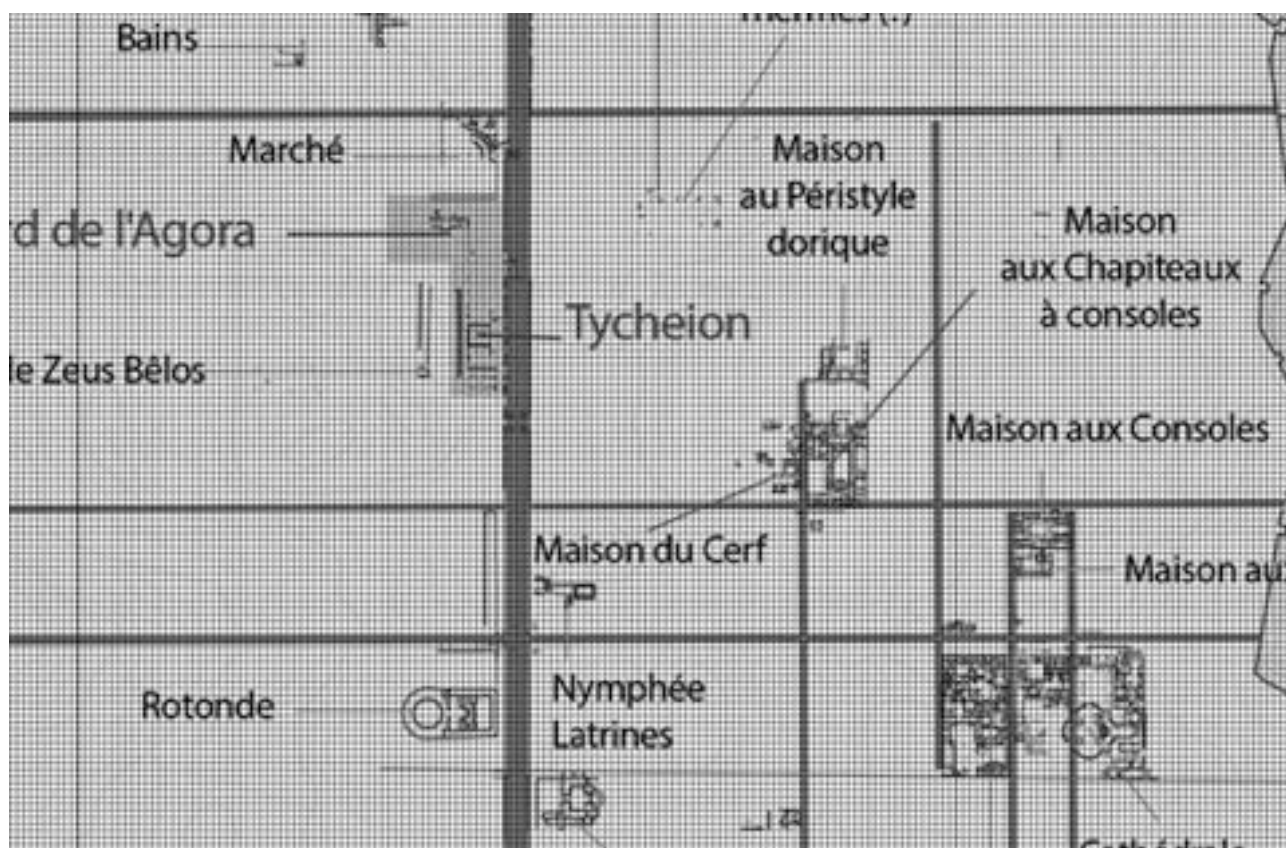 Bains
Marché
Maison
au Péristyle
dorique
Maison
aux Chapiteaux
à consoles
rd de l'Agora
Tycheion
le Zeus Bêlos
Maison aux Consoles
Maison du Cerf
Maison au
Rotonde
Nymphée
Latrines